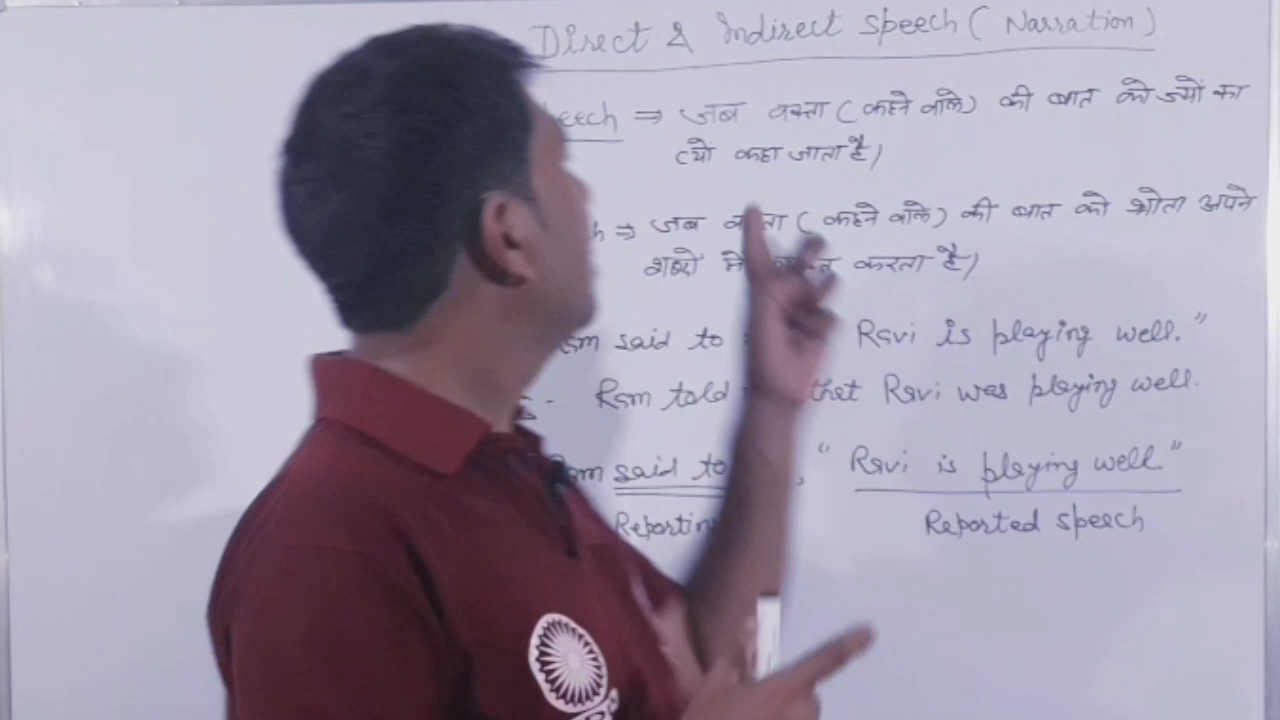 Direct & Indirect Speech ( Narration )
eech ⇒ जब वक्ता ( कहने वाले ) की बात को ज्यों का
त्यों कहा जाता है।
h ⇒ जब वक्ता ( कहने वाले ) की बात को श्रोता अपने
शब्दों में करता है।
am said to Ravi is playing well."
Ram told that Ravi was playing well.
am said to , " Ravi is playing well."
Reporting Reported speech